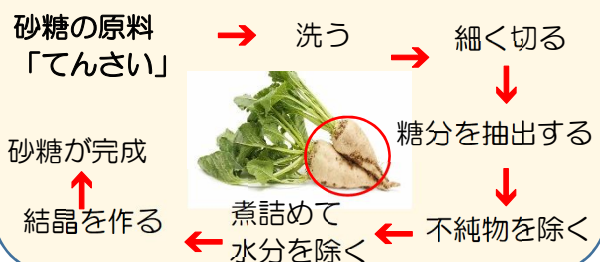 砂糖の原料
「てんさい」
洗う
細く切る
糖分を抽出する
不純物を除く
煮詰めて
水分を除く
結晶を作る
砂糖が完成